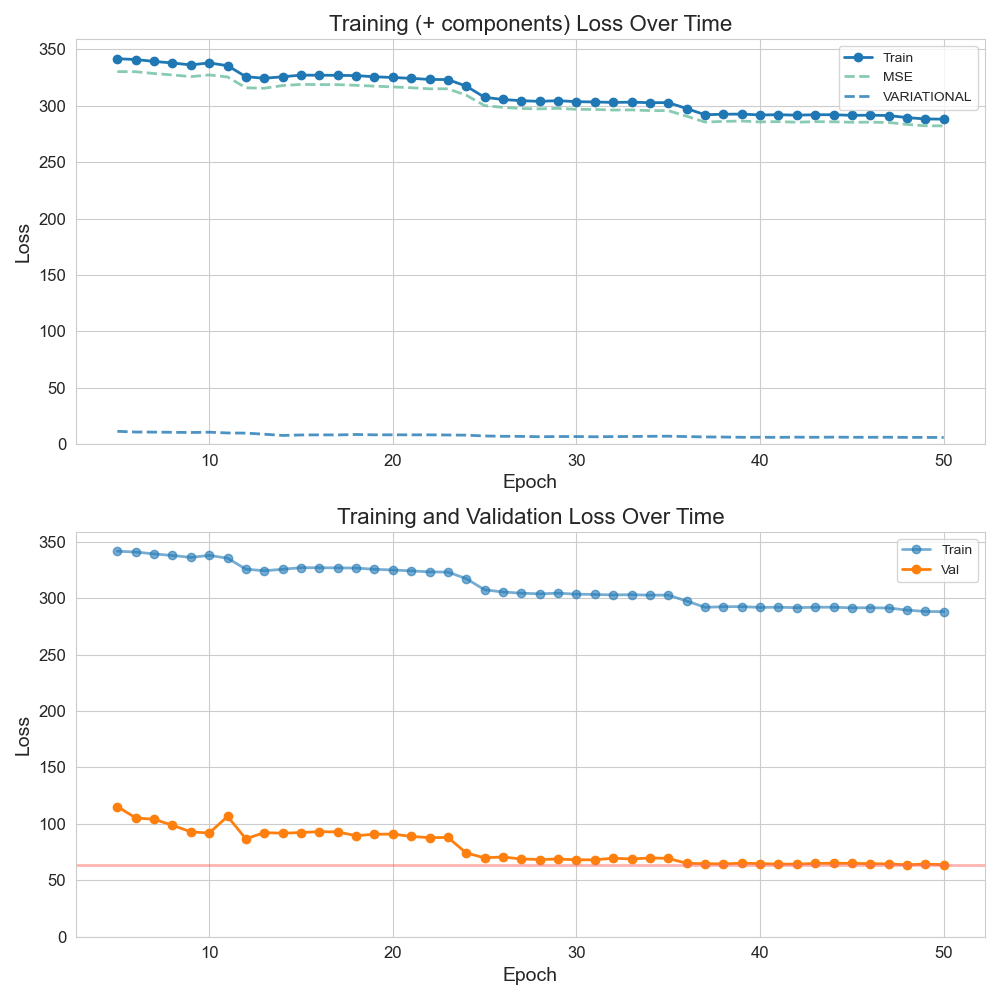 Training (+ components) Loss Over Time
350
300
250
200
150
100
50
0
Loss
Train
MSE
VARIATIONAL
10 20 30 40 50
Epoch
Training and Validation Loss Over Time
350
300
250
200
150
100
50
0
Loss
Train
Val
10 20 30 40 50
Epoch